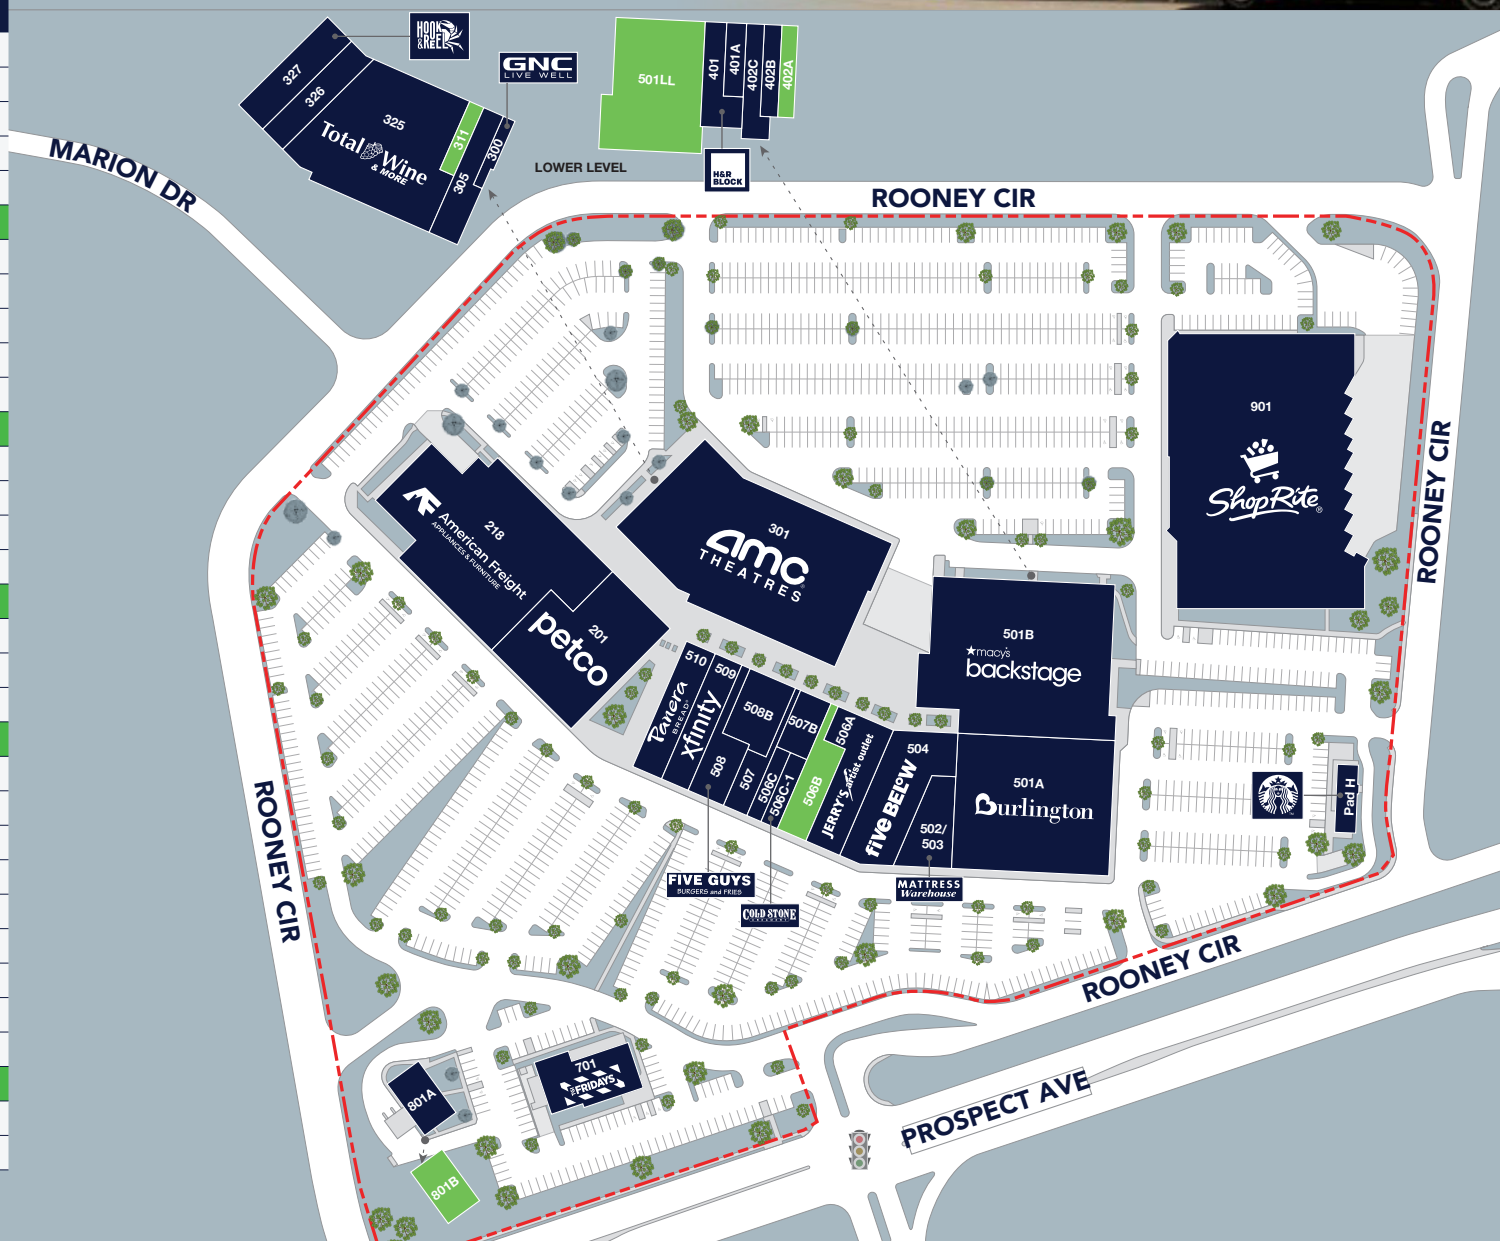 HOOK
& REEL
GNC
LIVE WELL
327
326
325
Total Wine
& MORE
311
300
305
501LL
401
401A
402C
402B
402A
H&R
BLOCK
LOWER LEVEL
MARION DR
ROONEY CIR
901
ShopRite
ROONEY CIR
218
American Freight
APPLIANCES & FURNITURE
201
petco
301
amc
THEATRES
501B
macy's
backstage
501A
Burlington
510
Panera
BREAD
509
xfinity
508B
508
507B
507
506C
506C-1
506B
506A
JERRY'S artist outlet
504
five BELOW
502/
503
FIVE GUYS
BURGERS and FRIES
COLD STONE
CREAMERY
MATTRESS
Warehouse
Pad H
ROONEY CIR
ROONEY CIR
PROSPECT AVE
701
FRIDAYS
801A
801B